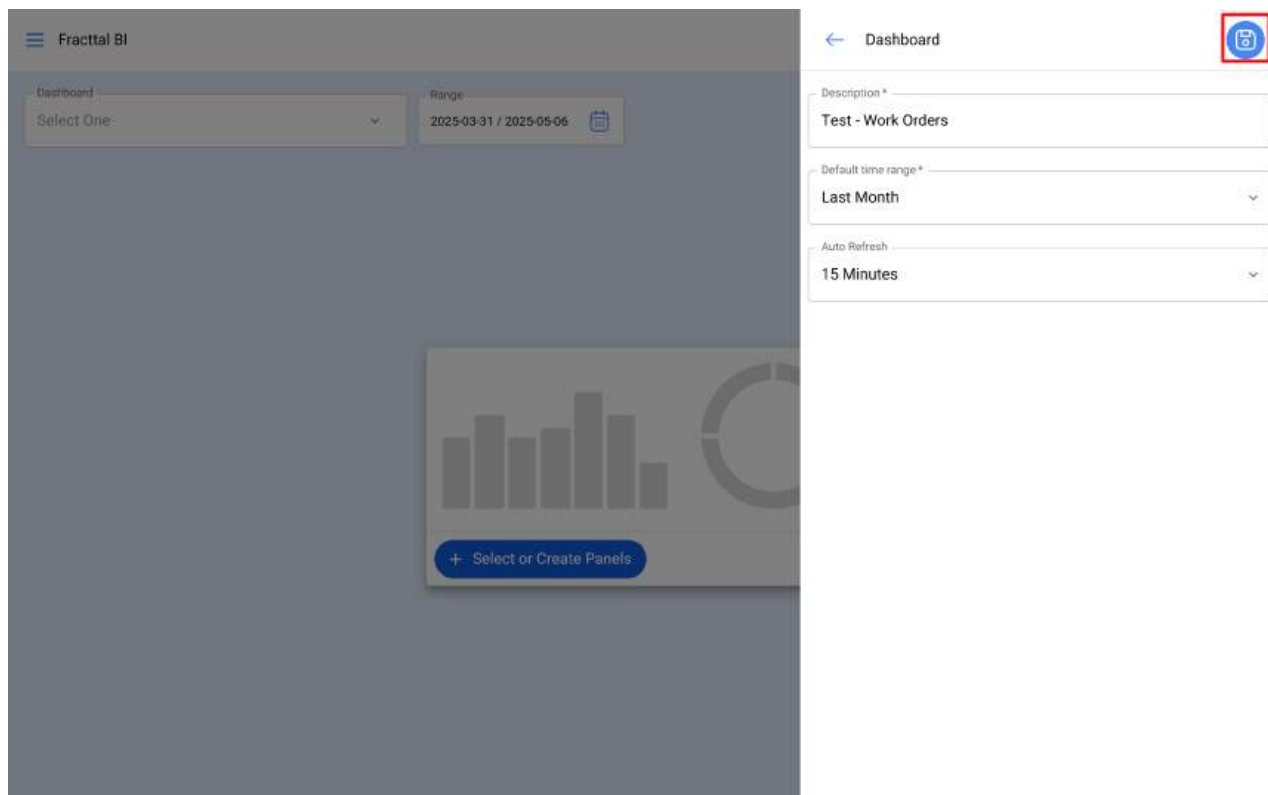 Fracttal BI
Dashboard
Select One
Range
2025-03-31 / 2025-05-06
+ Select or Create Panels
Dashboard
Description *
Test - Work Orders
Default time range *
Last Month
Auto Refresh
15 Minutes